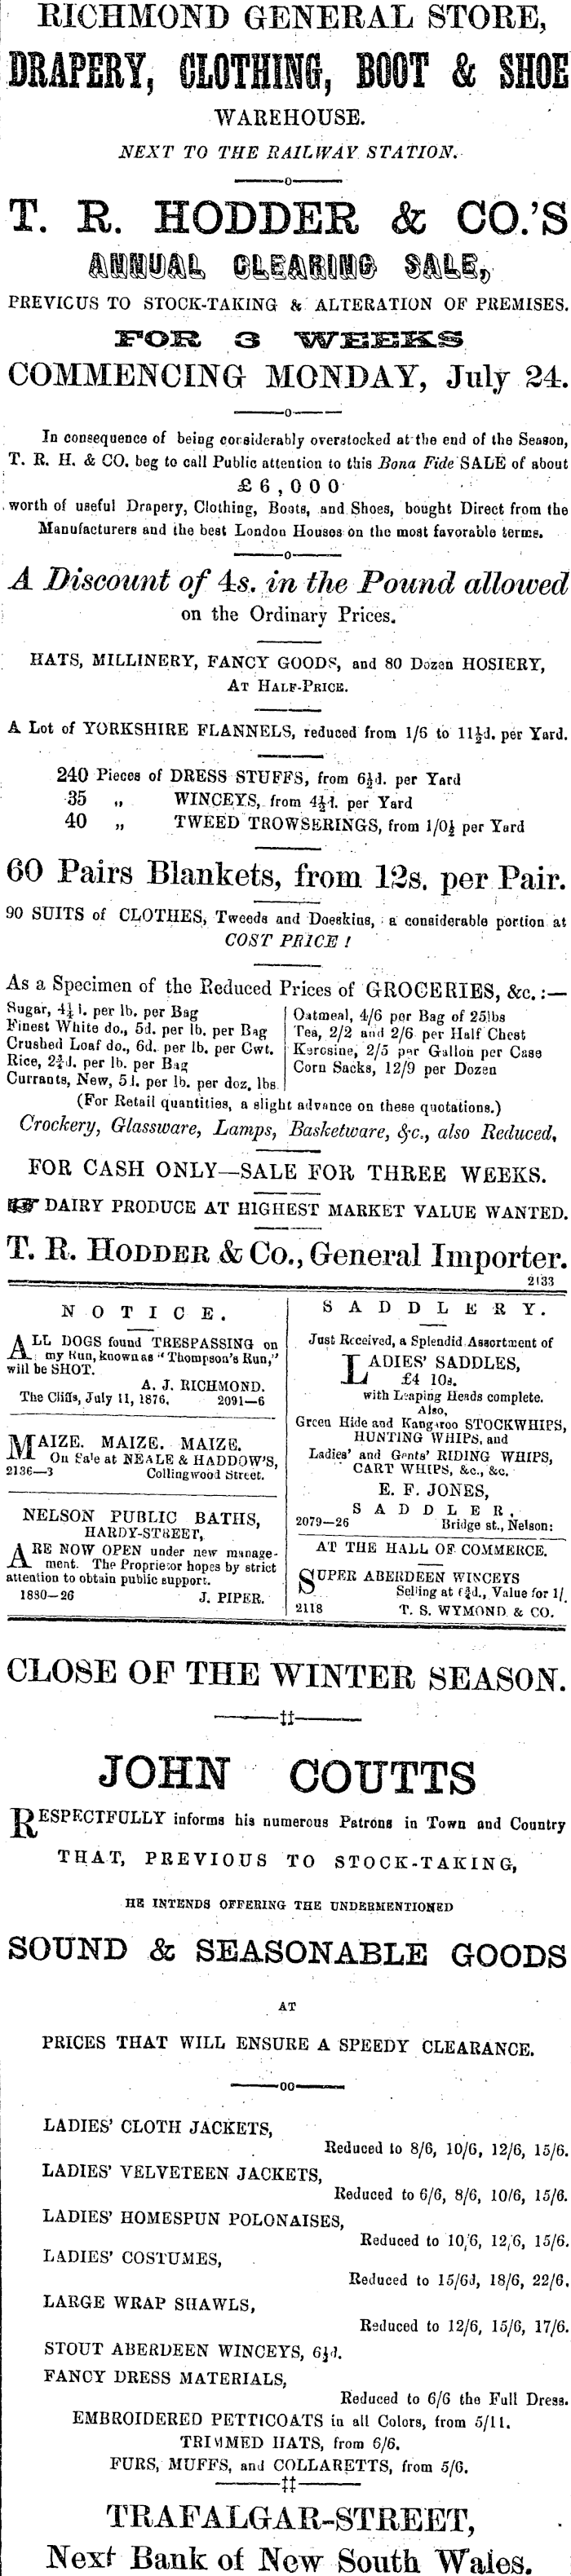 RICHMOND GENERAL STORE,
DRAPERY, CLOTHING, BOOT & SHOE
WAREHOUSE.
NEXT TO THE RAILWAY STATION.
T. R. HODDER & CO.'S
ANNUAL CLEARING SALE,
PREVICUS TO STOCK-TAKING & ALTERATION OF PREMISES.
FOR 3 WEEKS
COMMENCING MONDAY, July 24.
In consequence of being considerably overstocked at the end of the Season,
T. R. H. & CO. beg to call Public attention to this Bona Fide SALE of about
£6,000
worth of useful Drapery, Clothing, Boots, and Shoes, bought Direct from the
Manufacturers and the best London Houses on the most favorable terms.
A Discount of 4s. in the Pound allowed
on the Ordinary Prices.
HATS, MILLINERY, FANCY GOODS, and 80 Dozen HOSIERY,
AT HALF-PRICE.
A Lot of YORKSHIRE FLANNELS, reduced from 1/6 to 11½d. per Yard.
240 Pieces of DRESS STUFFS, from 6½d. per Yard
35 „ WINCEYS, from 4½d. per Yard
40 „ TWEED TROWSERINGS, from 1/0½ per Yard
60 Pairs Blankets, from 12s. per Pair.
90 SUITS of CLOTHES, Tweeds and Doeskins, a considerable portion at
COST PRICE !
As a Specimen of the Reduced Prices of GROCERIES, &c. :—
Sugar, 4½d. per lb. per Bag
Finest White do., 5d. per lb. per Bag
Crushed Loaf do., 6d. per lb. per Cwt.
Rice, 2¾d. per lb. per Bag
Currants, New, 5d. per lb. per doz. lbs
Oatmeal, 4/6 per Bag of 25lbs
Tea, 2/2 and 2/6 per Half Chest
Kerosine, 2/5 per Gallon per Case
Corn Sacks, 12/9 per Dozen
(For Retail quantities, a slight advance on these quotations.)
Crockery, Glassware, Lamps, Basketware, &c., also Reduced,
FOR CASH ONLY—SALE FOR THREE WEEKS.
☞ DAIRY PRODUCE AT HIGHEST MARKET VALUE WANTED.
T. R. HODDER & Co., General Importer.
2133
NOTICE.
ALL DOGS found TRESPASSING on
my Run, known as "Thompson's Run,"
will be SHOT.
A. J. RICHMOND.
The Cliffs, July 11, 1876. 2091—6
MAIZE. MAIZE. MAIZE.
On Sale at NEALE & HADDOW'S,
2136—3 Collingwood Street.
NELSON PUBLIC BATHS,
HARDY-STREET,
ARE NOW OPEN under new manage-
ment. The Proprietor hopes by strict
attention to obtain public support.
1880—26 J. PIPER.
SADDLERY.
Just Received, a Splendid Assortment of
LADIES' SADDLES,
£4 10s.
with Leaping Heads complete.
Also,
Green Hide and Kangaroo STOCKWHIPS,
HUNTING WHIPS, and
Ladies' and Gents' RIDING WHIPS,
CART WHIPS, &c., &c.
E. F. JONES,
SADDLER,
2079—26 Bridge st., Nelson:
AT THE HALL OF COMMERCE.
SUPER ABERDEEN WINCEYS
Selling at d., Value for 1/.
2118 T. S. WYMOND & CO.
CLOSE OF THE WINTER SEASON.
JOHN COUTTS
RESPECTFULLY informs his numerous Patrons in Town and Country
THAT, PREVIOUS TO STOCK-TAKING,
HE INTENDS OFFERING THE UNDERMENTIONED
SOUND & SEASONABLE GOODS
AT
PRICES THAT WILL ENSURE A SPEEDY CLEARANCE.
LADIES' CLOTH JACKETS,
Reduced to 8/6, 10/6, 12/6, 15/6.
LADIES' VELVETEEN JACKETS,
Reduced to 6/6, 8/6, 10/6, 15/6.
LADIES' HOMESPUN POLONAISES,
Reduced to 10/6, 12/6, 15/6.
LADIES' COSTUMES,
Reduced to 15/6d, 18/6, 22/6.
LARGE WRAP SHAWLS,
Reduced to 12/6, 15/6, 17/6.
STOUT ABERDEEN WINCEYS, 6½d.
FANCY DRESS MATERIALS,
Reduced to 6/6 the Full Dress.
EMBROIDERED PETTICOATS in all Colors, from 5/11.
TRIMMED HATS, from 6/6.
FURS, MUFFS, and COLLARETTS, from 5/6.
TRAFALGAR-STREET,
Next Bank of New South Wales.